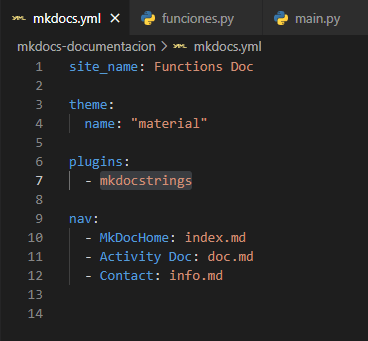 mkdocs.yml × funciones.py main.py
mkdocs-documentacion > mkdocs.yml
1 site_name: Functions Doc
2
3 theme:
4   name: "material"
5
6 plugins:
7   - mkdocstrings
8
9 nav:
10   - MkDocHome: index.md
11   - Activity Doc: doc.md
12   - Contact: info.md
13
14